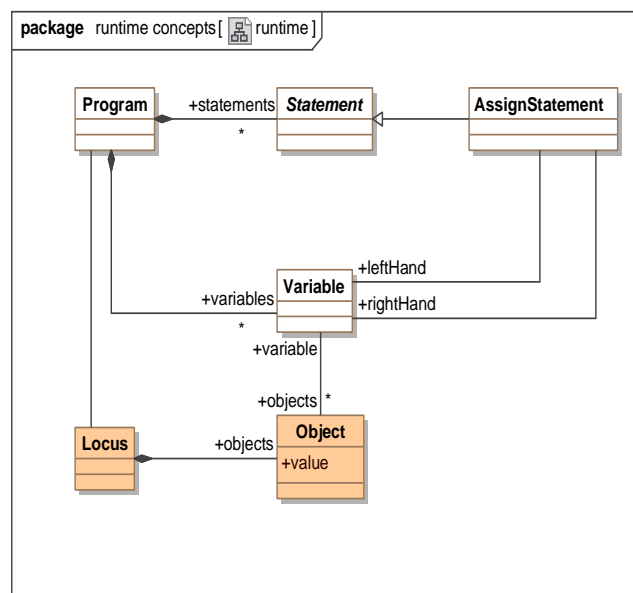 package runtime concepts[ runtime ]
Program
+statements
*
Statement
AssignStatement
+leftHand
Variable
+variables
*
+rightHand
+variable
+objects
*
Locus
+objects
Object
+value